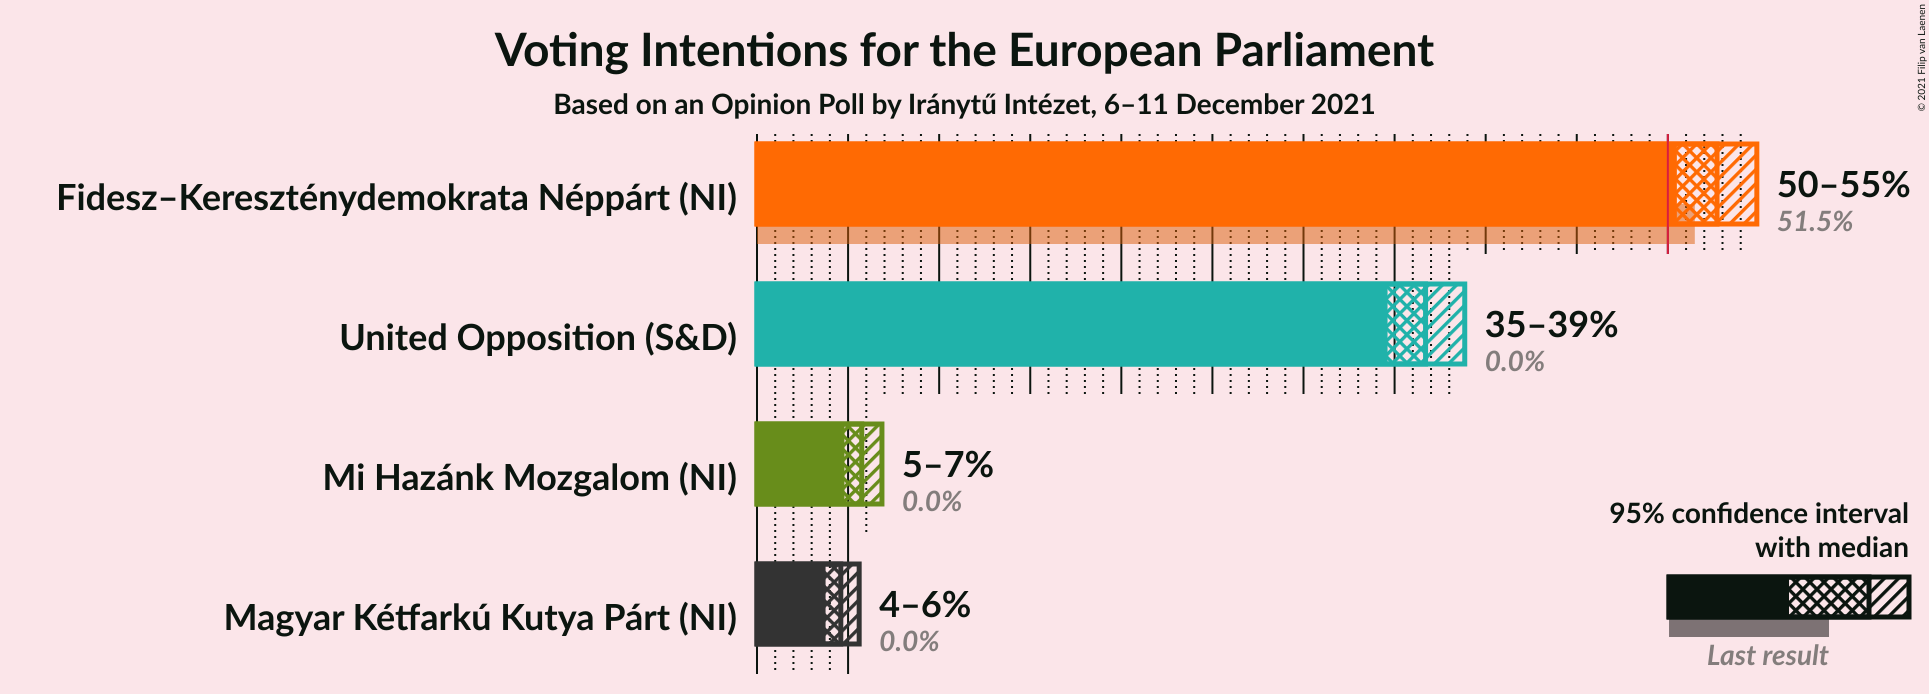 Voting Intentions for the European Parliament
Based on an Opinion Poll by Iránytű Intézet, 6–11 December 2021
© 2021 Filip van Laenen
Fidesz–Kereszténydemokrata Néppárt (NI)
50–55%
51.5%
United Opposition (S&D)
35–39%
0.0%
Mi Hazánk Mozgalom (NI)
5–7%
0.0%
Magyar Kétfarkú Kutya Párt (NI)
4–6%
0.0%
95% confidence interval
with median
Last result